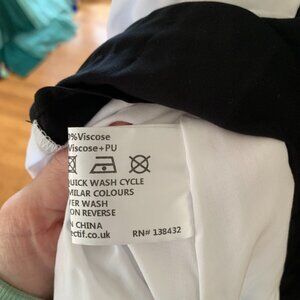 0%Viscose
Viscose+PU
QUICK WASH CYCLE
MILAR COLOURS
ER WASH
ON REVERSE
N CHINA
ectif.co.uk RN# 138432